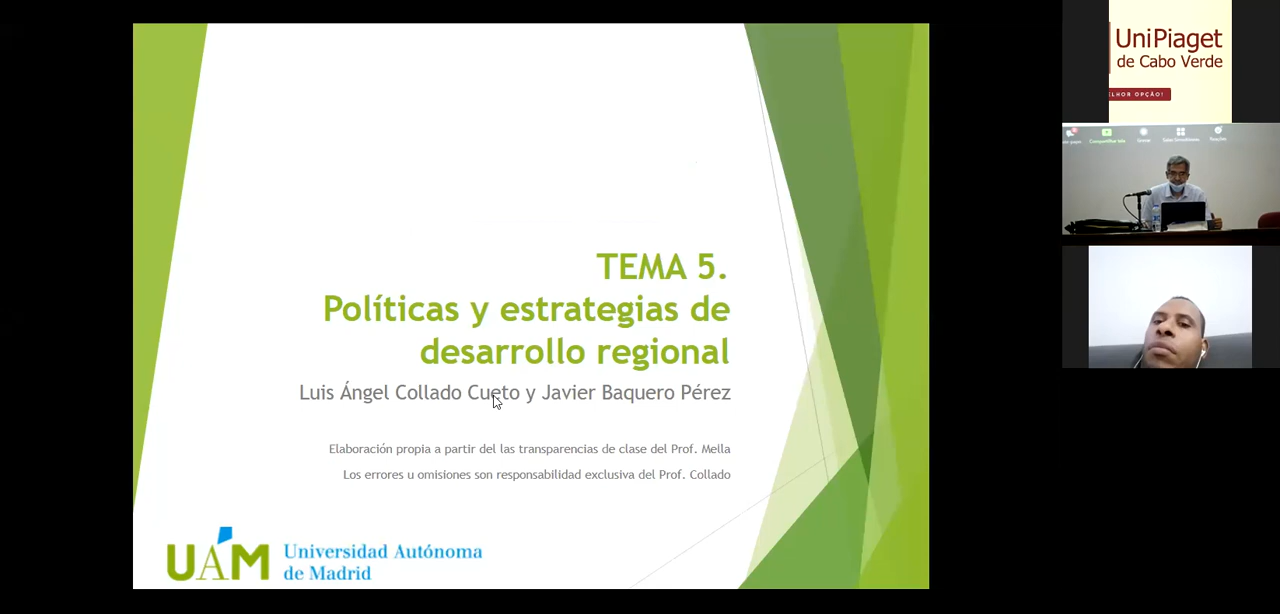 TEMA 5.
Políticas y estrategias de
desarrollo regional
Luis Ángel Collado Cueto y Javier Baquero Pérez
Elaboración propia a partir del las transparencias de clase del Prof. Mella
Los errores u omisiones son responsabilidad exclusiva del Prof. Collado
UAM
Universidad Autónoma
de Madrid
UniPiaget
de Cabo Verde
ELHOR OPÇÃO!